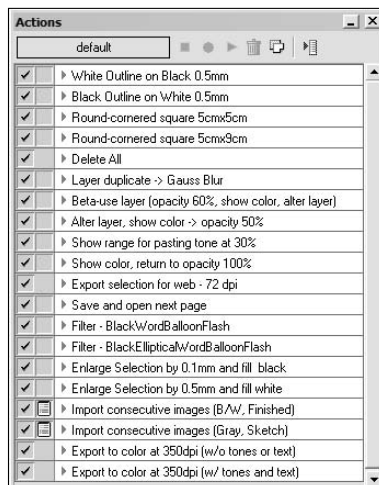 Actions
default
White Outline on Black 0.5mm
Black Outline on White 0.5mm
Round-cornered square 5cmx5cm
Round-cornered square 5cmx9cm
Delete All
Layer duplicate -> Gauss Blur
Beta-use layer (opacity 60%, show color, alter layer)
Alter layer, show color -> opacity 50%
Show range for pasting tone at 30%
Show color, return to opacity 100%
Export selection for web - 72 dpi
Save and open next page
Filter - BlackWordBalloonFlash
Filter - BlackEllipticalWordBalloonFlash
Enlarge Selection by 0.1mm and fill  black
Enlarge Selection by 0.5mm and fill white
Import consecutive images (B/W, Finished)
Import consecutive images (Gray, Sketch)
Export to color at 350dpi (w/o tones or text)
Export to color at 350dpi (w/ tones and text)